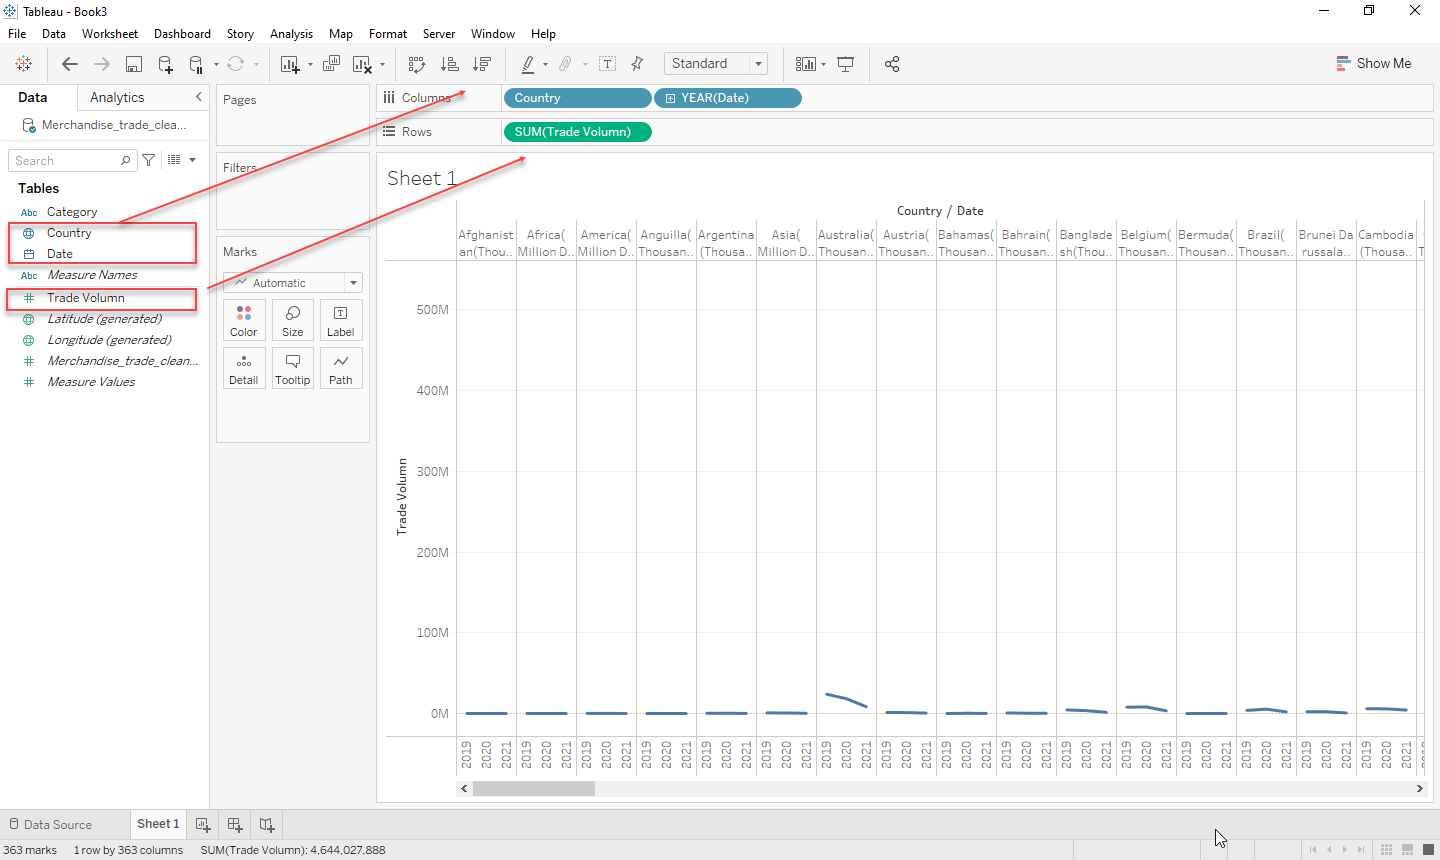 Tableau - Book3
File Data Worksheet Dashboard Story Analysis Map Format Server Window Help
Standard
Show Me
Data Analytics
Merchandise_trade_clea...
Search
Tables
Abc Category
Country
Date
Abc Measure Names
Trade Volumn
Latitude (generated)
Longitude (generated)
Merchandise_trade_clean...
Measure Values
Pages
Filters
Marks
Automatic
Color Size Label
Detail Tooltip Path
Columns Country YEAR(Date)
Rows SUM(Trade Volumn)
Sheet 1
Country / Date
Afghanist Africa( America( Anguilla( Argentina Asia( Australia( Austria( Bahamas( Bahrain( Banglade Belgium( Bermuda( Brazil( Brunei Da Cambodia
an(Thou.. Million D.. Million D.. Thousan.. (Thousa.. Million D.. Thousan.. Thousan.. Thousan.. Thousan.. sh(Thou.. Thousan.. Thousan.. Thousan.. russala.. (Thousa..
500M
400M
300M
200M
100M
0M
Trade Volumn
2019 2020 2021 2019 2020 2021 2019 2020 2021 2019 2020 2021 2019 2020 2021 2019 2020 2021 2019 2020 2021 2019 2020 2021 2019 2020 2021 2019 2020 2021 2019 2020 2021 2019 2020 2021 2019 2020 2021 2019 2020 2021 2019 2020 2021 2019 2020 2021
Data Source Sheet 1
363 marks 1 row by 363 columns SUM(Trade Volumn): 4,644,027,888